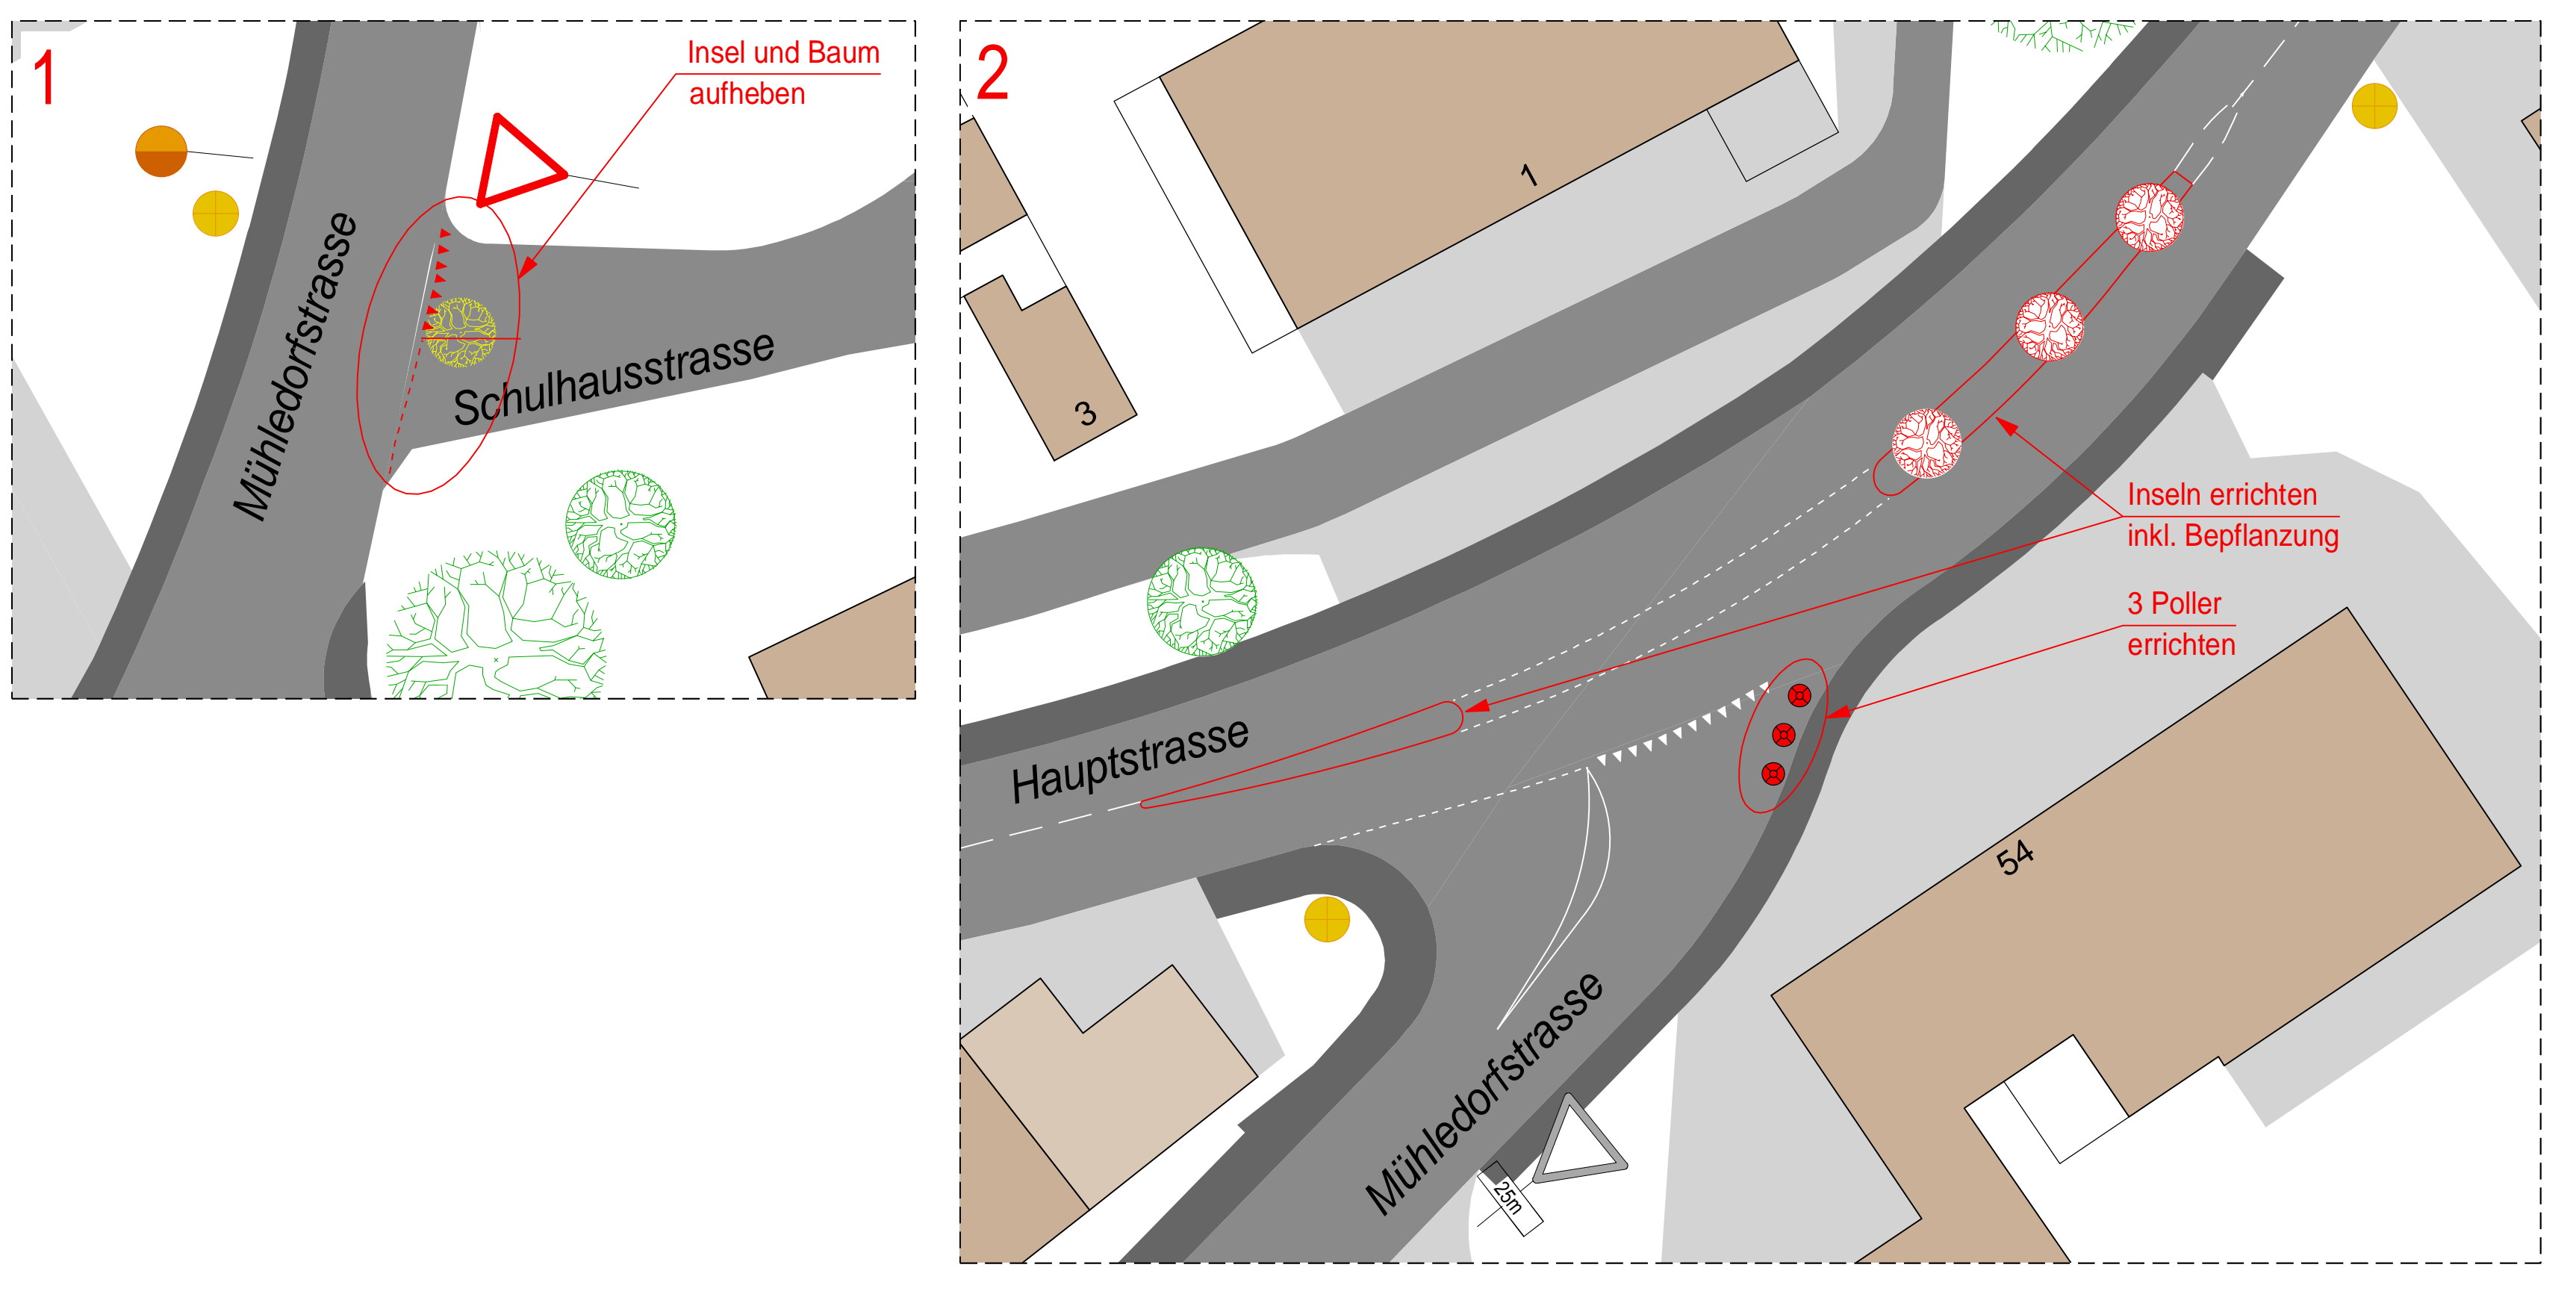 1
Insel und Baum
aufheben
Mühledorfstrasse
Schulhausstrasse
2
1
3
Inseln errichten
inkl. Bepflanzung
3 Poller
errichten
Hauptstrasse
54
Mühledorfstrasse
25m